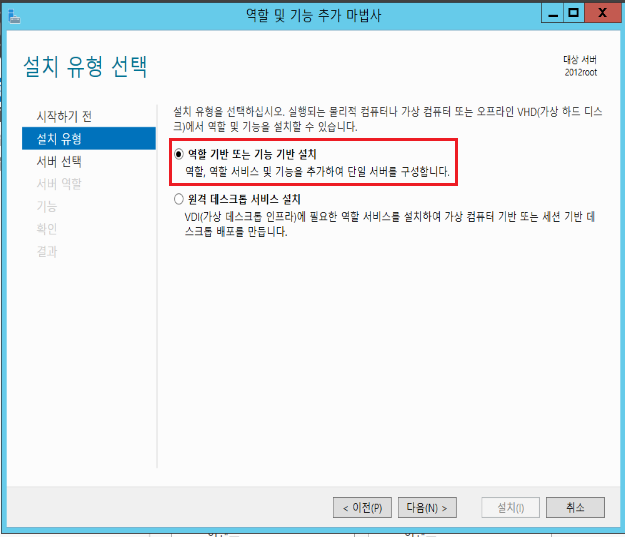 역할 및 기능 추가 마법사
설치 유형 선택
대상 서버
2012root
시작하기 전
설치 유형
서버 선택
서버 역할
기능
확인
결과
설치 유형을 선택하십시오. 실행되는 물리적 컴퓨터나 가상 컴퓨터 또는 오프라인 VHD(가상 하드 디스
크)에서 역할 및 기능을 설치할 수 있습니다.
역할 기반 또는 기능 기반 설치
역할, 역할 서비스 및 기능을 추가하여 단일 서버를 구성합니다.
원격 데스크톱 서비스 설치
VDI(가상 데스크톱 인프라)에 필요한 역할 서비스를 설치하여 가상 컴퓨터 기반 또는 세션 기반 데
스크톱 배포를 만듭니다.
< 이전(P)
다음(N) >
설치(I)
취소